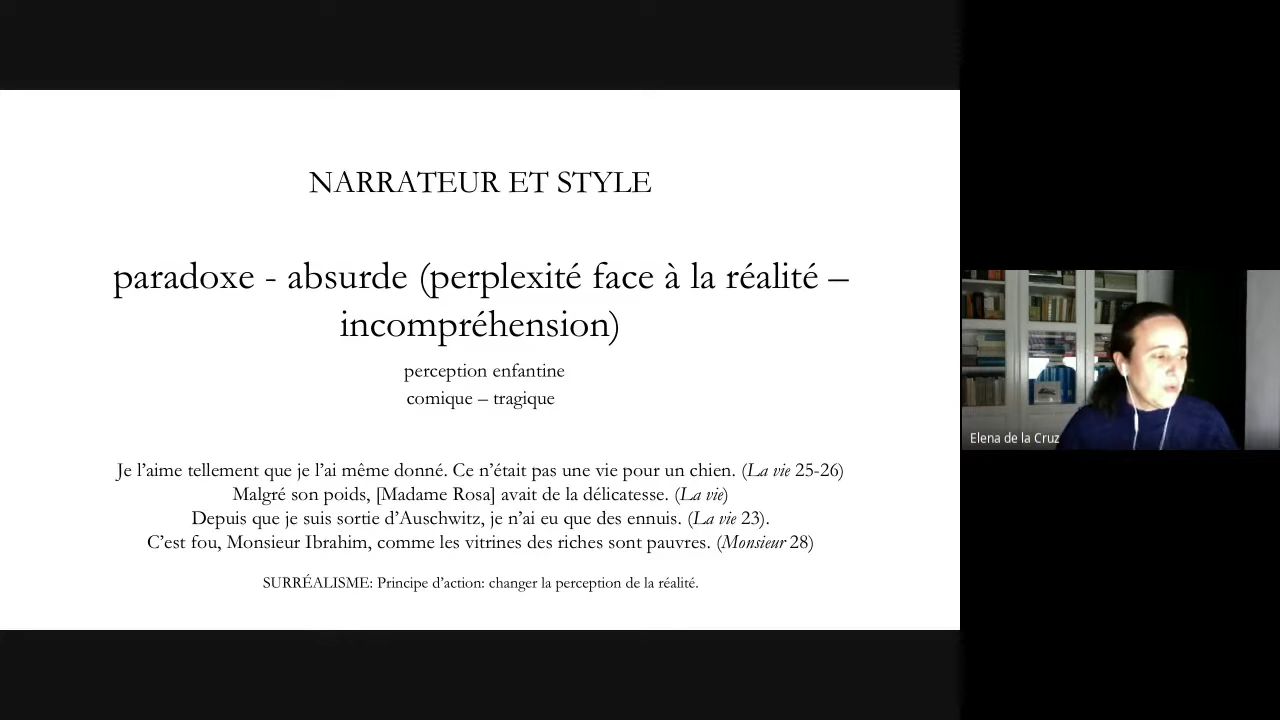 NARRATEUR ET STYLE
paradoxe - absurde (perplexité face à la réalité –
incompréhension)
perception enfantine
comique – tragique
Je l’aime tellement que je l’ai même donné. Ce n’était pas une vie pour un chien. (La vie 25-26)
Malgré son poids, [Madame Rosa] avait de la délicatesse. (La vie)
Depuis que je suis sortie d’Auschwitz, je n’ai eu que des ennuis. (La vie 23).
C’est fou, Monsieur Ibrahim, comme les vitrines des riches sont pauvres. (Monsieur 28)
SURRÉALISME: Principe d’action: changer la perception de la réalité.
Elena de la Cruz